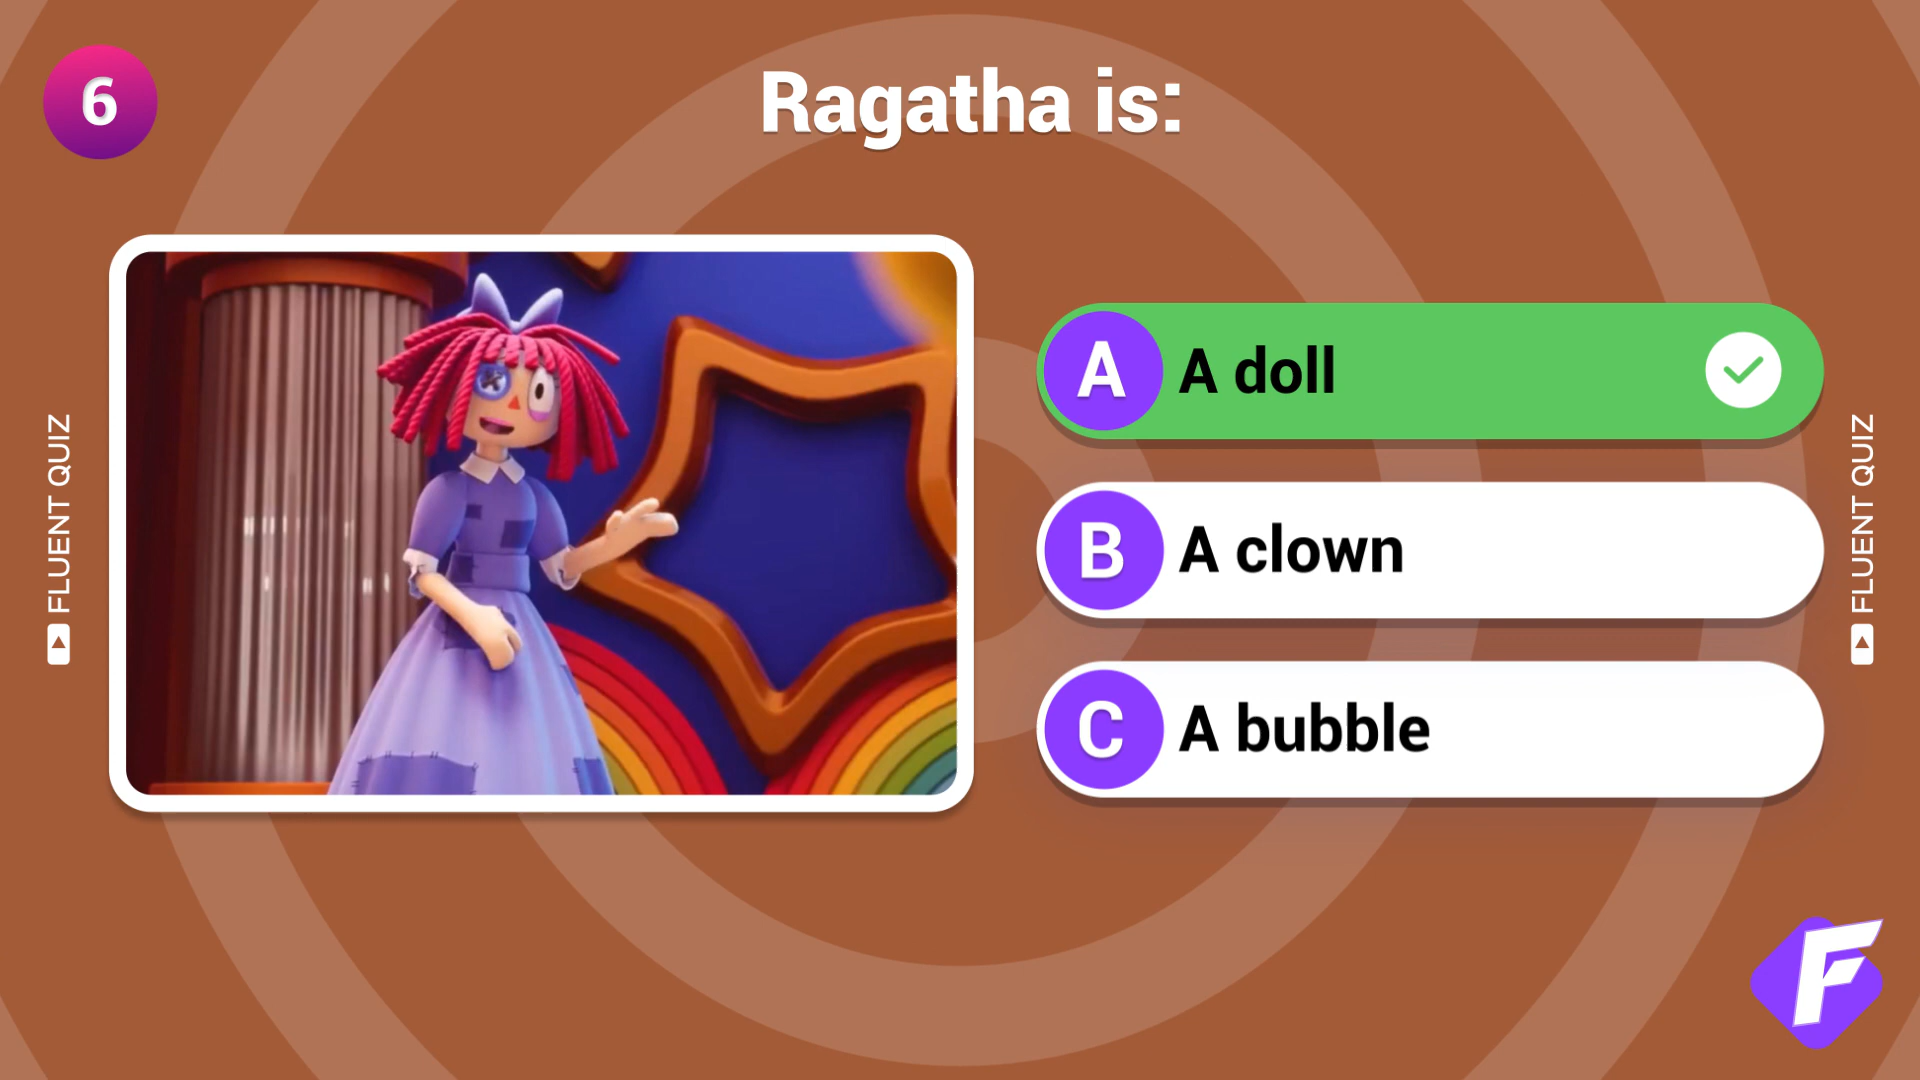 6
Ragatha is:
A A doll
B A clown
C A bubble
FLUENT QUIZ
FLUENT QUIZ
F